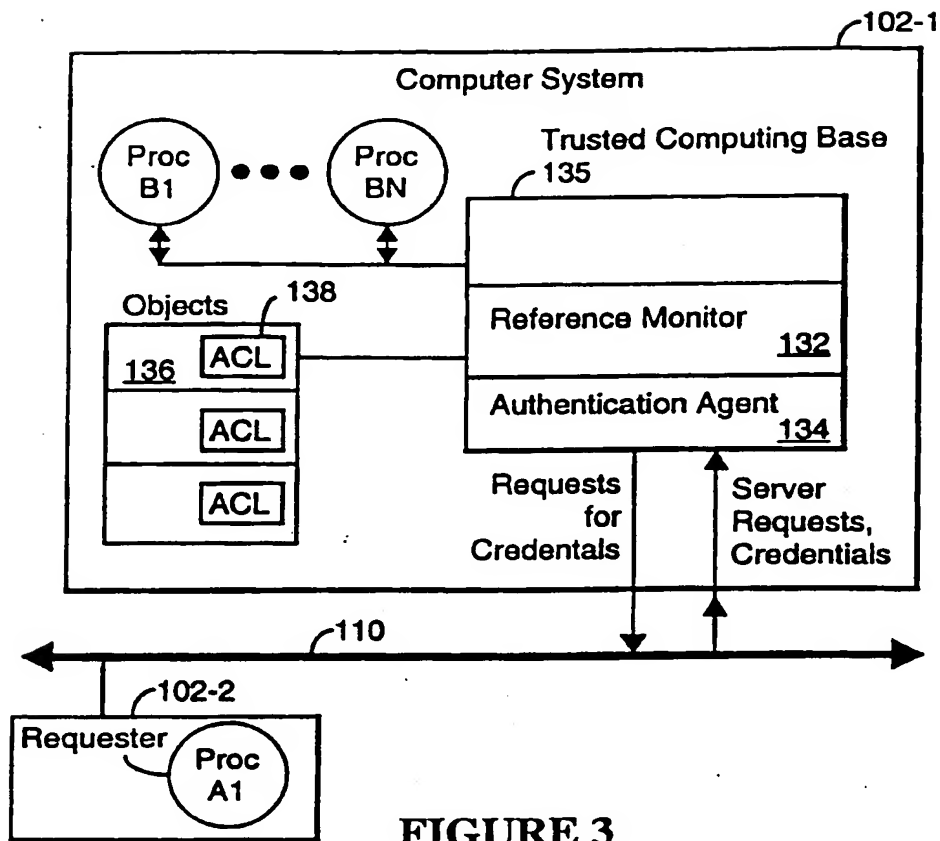 102-1
Computer System
Proc
B1
Proc
BN
Trusted Computing Base
135
Objects
138
136
ACL
ACL
ACL
Reference Monitor
132
Authentication Agent
134
Requests
for
Credentals
Server
Requests,
Credentials
110
102-2
Requester
Proc
A1
FIGURE 3